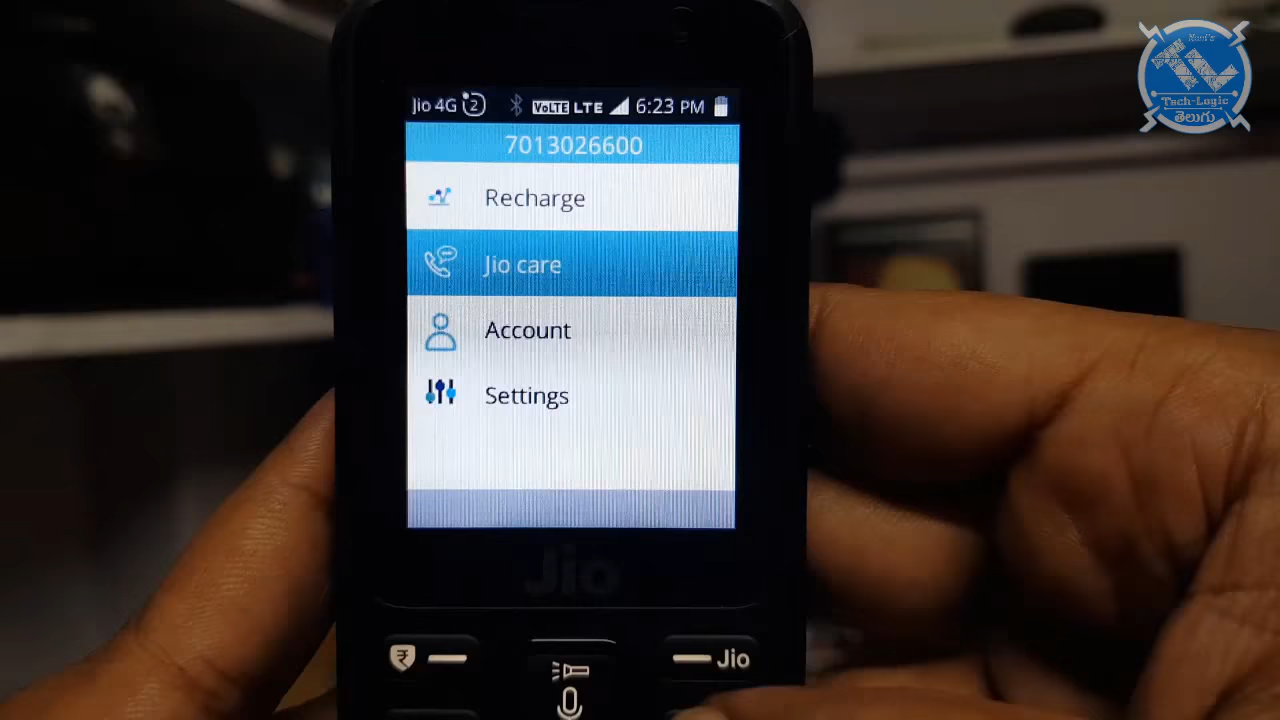 Jio 4G 2 VoLTE LTE 6:23 PM
7013026600
Recharge
Jio care
Account
Settings
Jio
₹
Jio
Tech-Logic
తెలుగు